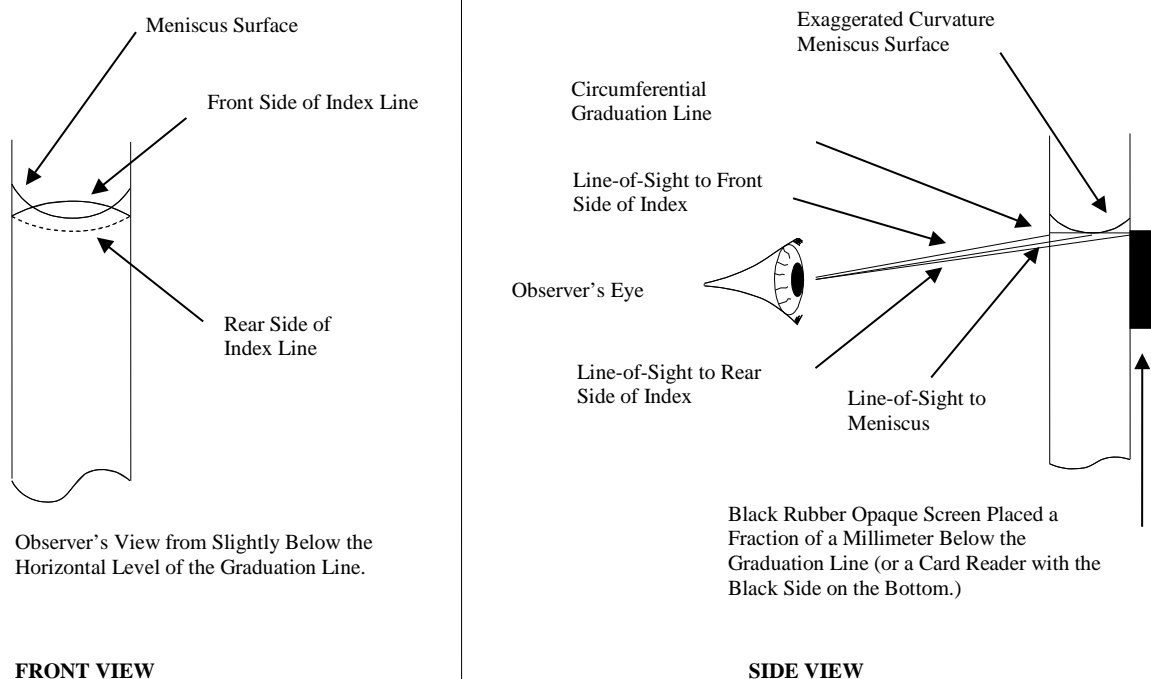 Meniscus Surface
Front Side of Index Line
Rear Side of
Index Line
Observer's View from Slightly Below the
Horizontal Level of the Graduation Line.
FRONT VIEW
Exaggerated Curvature
Meniscus Surface
Circumferential
Graduation Line
Line-of-Sight to Front
Side of Index
Observer's Eye
Line-of-Sight to Rear
Side of Index
Line-of-Sight to
Meniscus
Black Rubber Opaque Screen Placed a
Fraction of a Millimeter Below the
Graduation Line (or a Card Reader with the
Black Side on the Bottom.)
SIDE VIEW